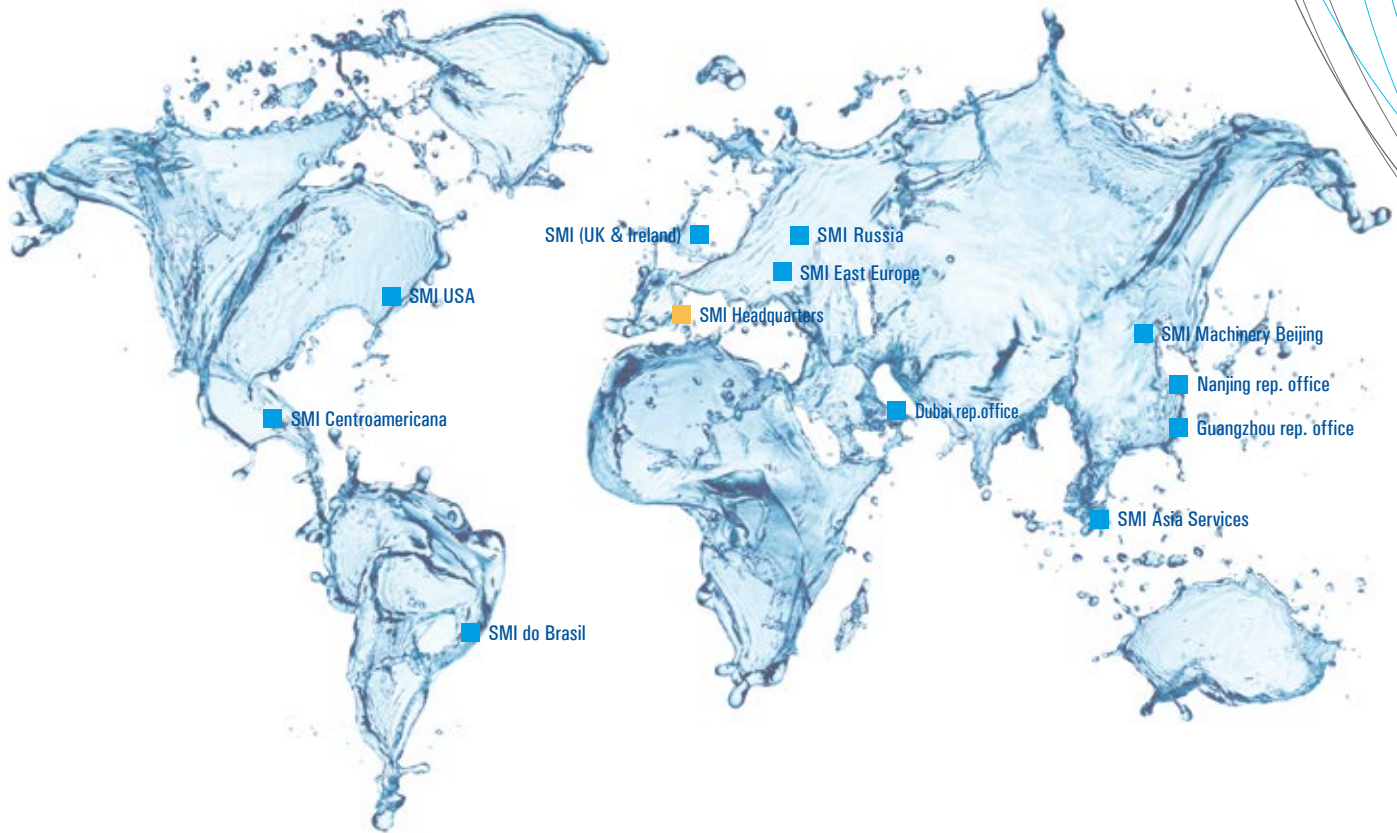 SMI (UK & Ireland)
SMI Russia
SMI East Europe
SMI USA
SMI Headquarters
SMI Machinery Beijing
Nanjing rep. office
Dubai rep.office
SMI Centroamericana
Guangzhou rep. office
SMI Asia Services
SMI do Brasil